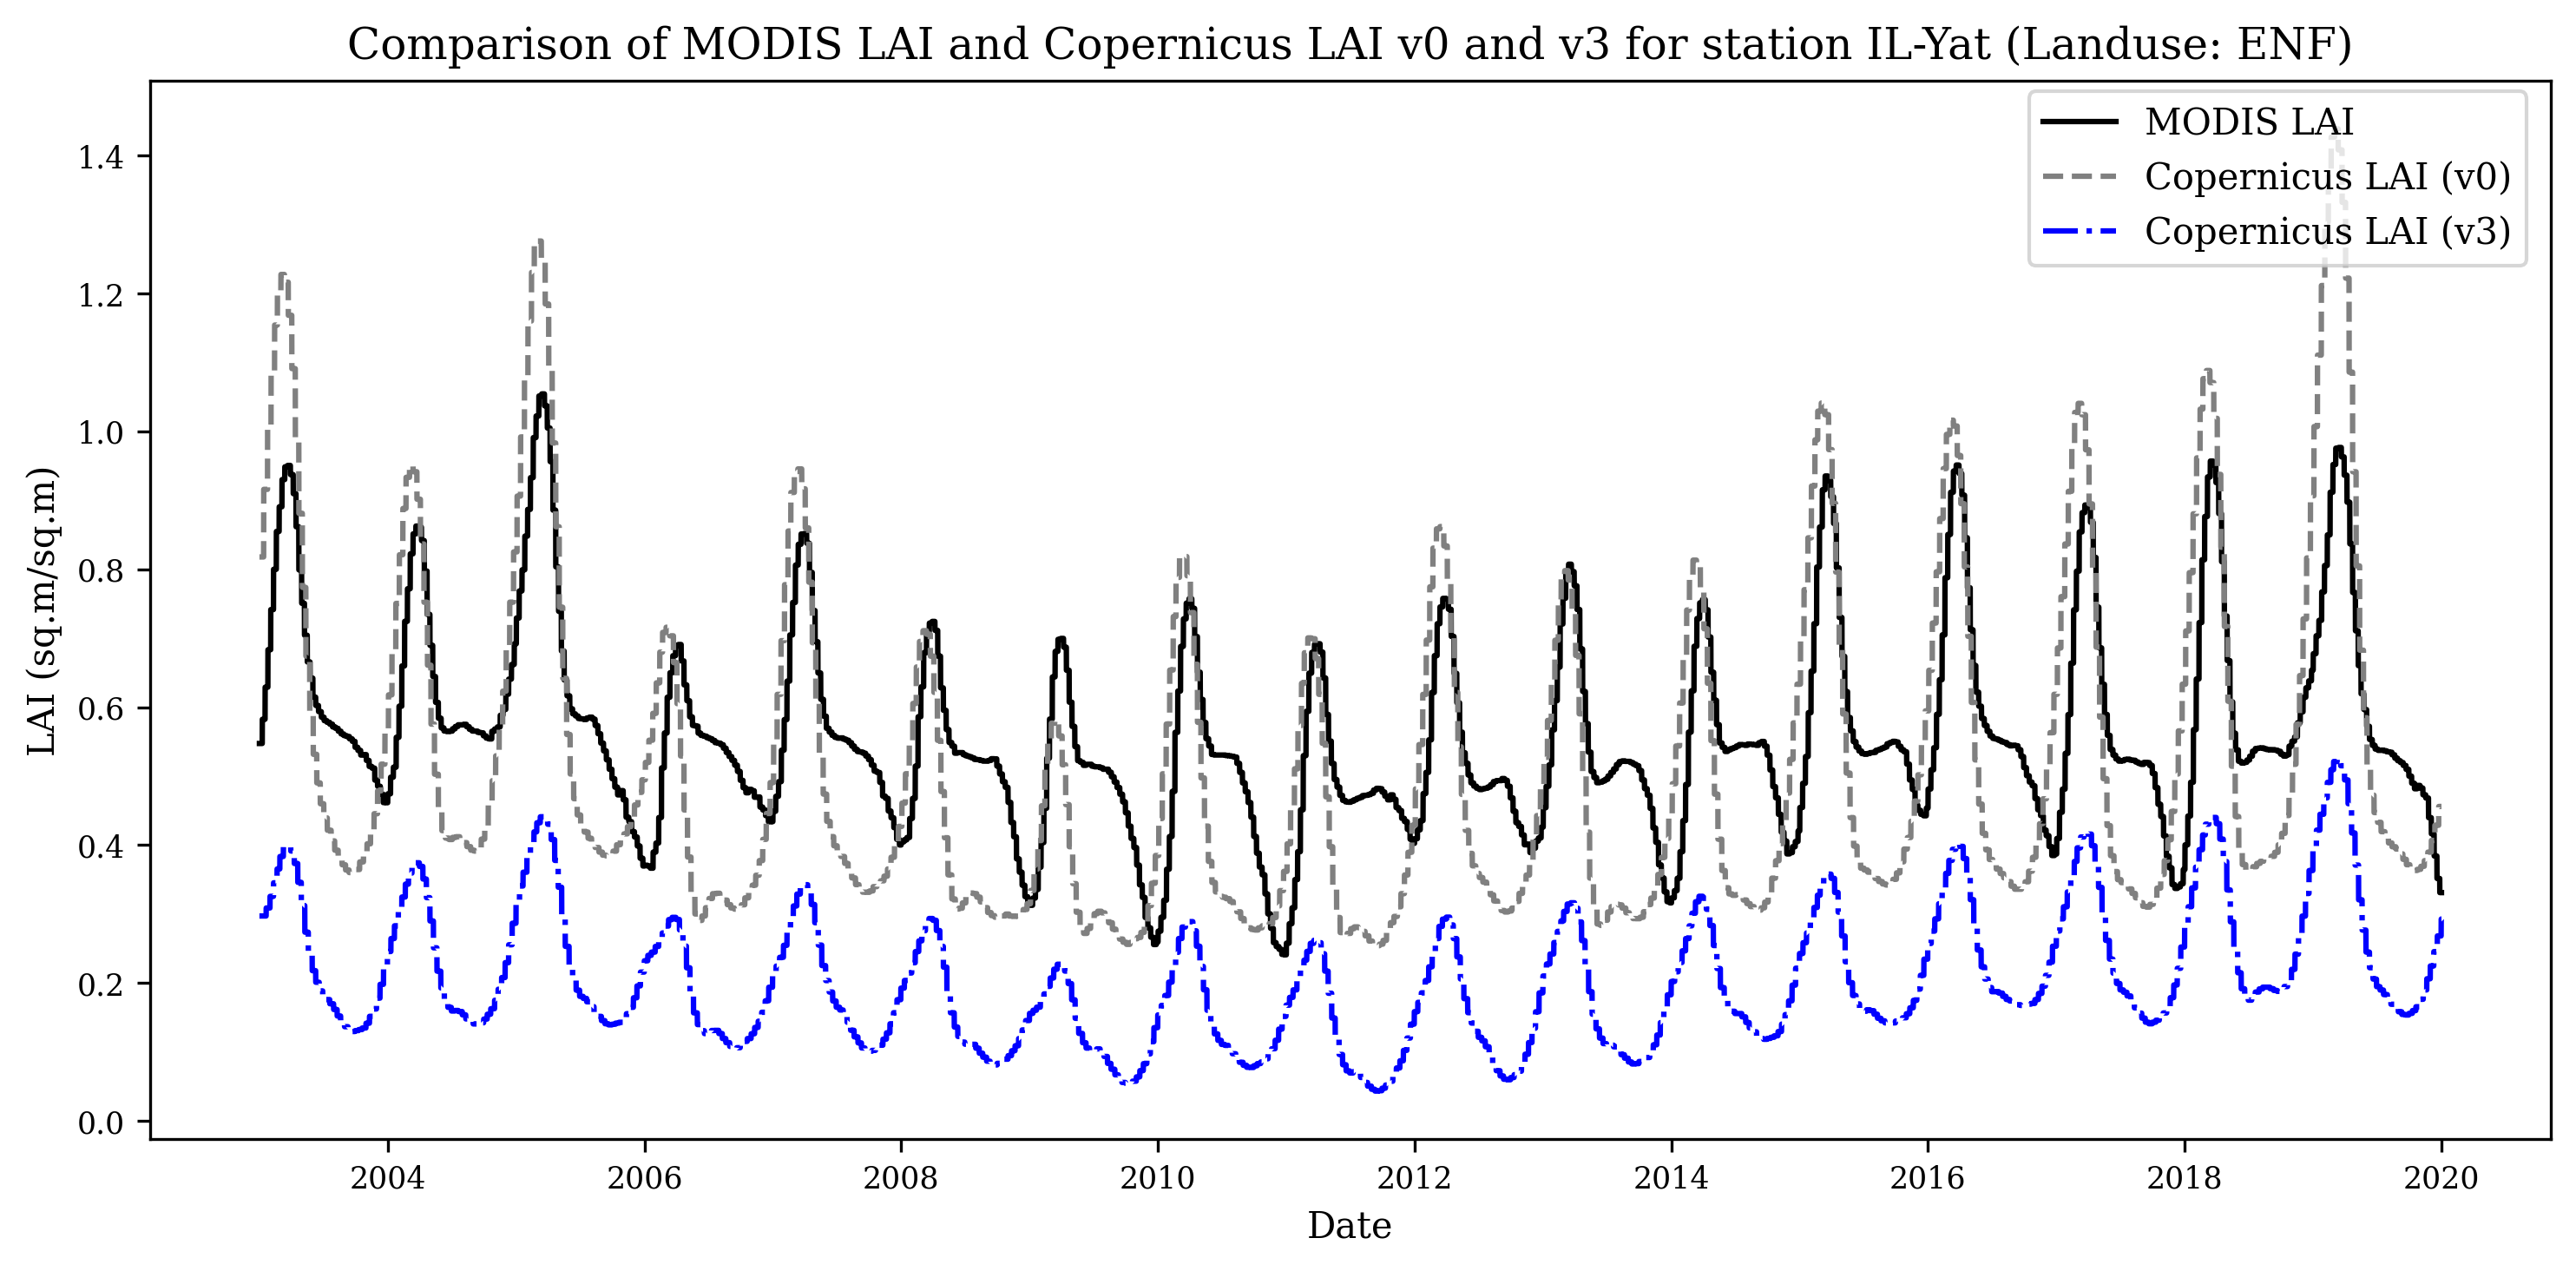 Comparison of MODIS LAI and Copernicus LAI v0 and v3 for station IL-Yat (Landuse: ENF)
MODIS LAI
Copernicus LAI (v0)
Copernicus LAI (v3)
LAI (sq.m/sq.m)
1.4
1.2
1.0
0.8
0.6
0.4
0.2
0.0
2004 2006 2008 2010 2012 2014 2016 2018 2020
Date